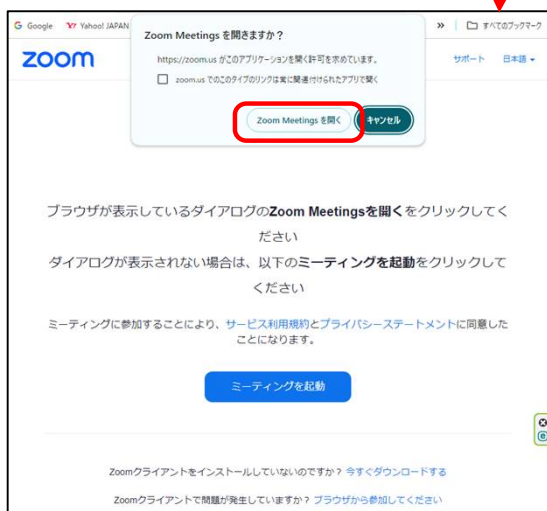 Google Yahoo! JAPAN
» すべてのブックマーク
Zoom Meetings を開きますか？
https://zoom.us がこのアプリケーションを開く許可を求めています。
zoom.us でのこのタイプのリンクは常に関連付けられたアプリで開く
Zoom Meetings を開く キャンセル
zoom サポート 日本語
ブラウザが表示しているダイアログのZoom Meetingsを開くをクリックしてく
ださい
ダイアログが表示されない場合は、以下のミーティングを起動をクリックして
ください
ミーティングに参加することにより、サービス利用規約とプライバシーステートメントに同意した
ことになります。
ミーティングを起動
Zoomクライアントをインストールしていないのですか？ 今すぐダウンロードする
Zoomクライアントで問題が発生していますか？ ブラウザから参加してください